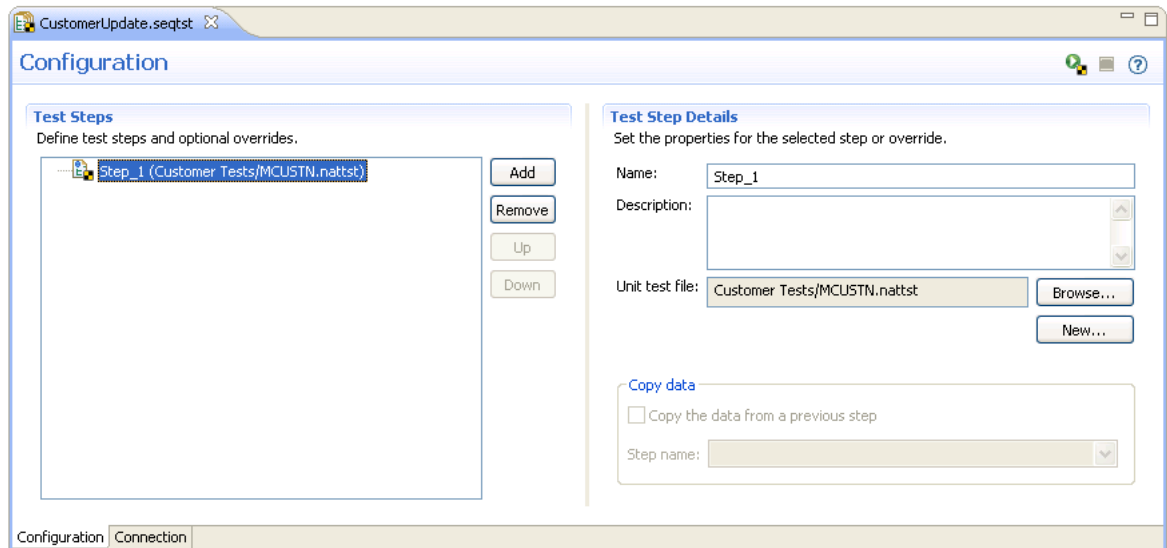 CustomerUpdate.seqtst
Configuration
Test Steps
Define test steps and optional overrides.
Step_1 (Customer Tests/MCUSTN.nattst)
Add
Remove
Up
Down
Test Step Details
Set the properties for the selected step or override.
Name: Step_1
Description:
Unit test file: Customer Tests/MCUSTN.nattst Browse...
New...
Copy data
Copy the data from a previous step
Step name:
Configuration Connection